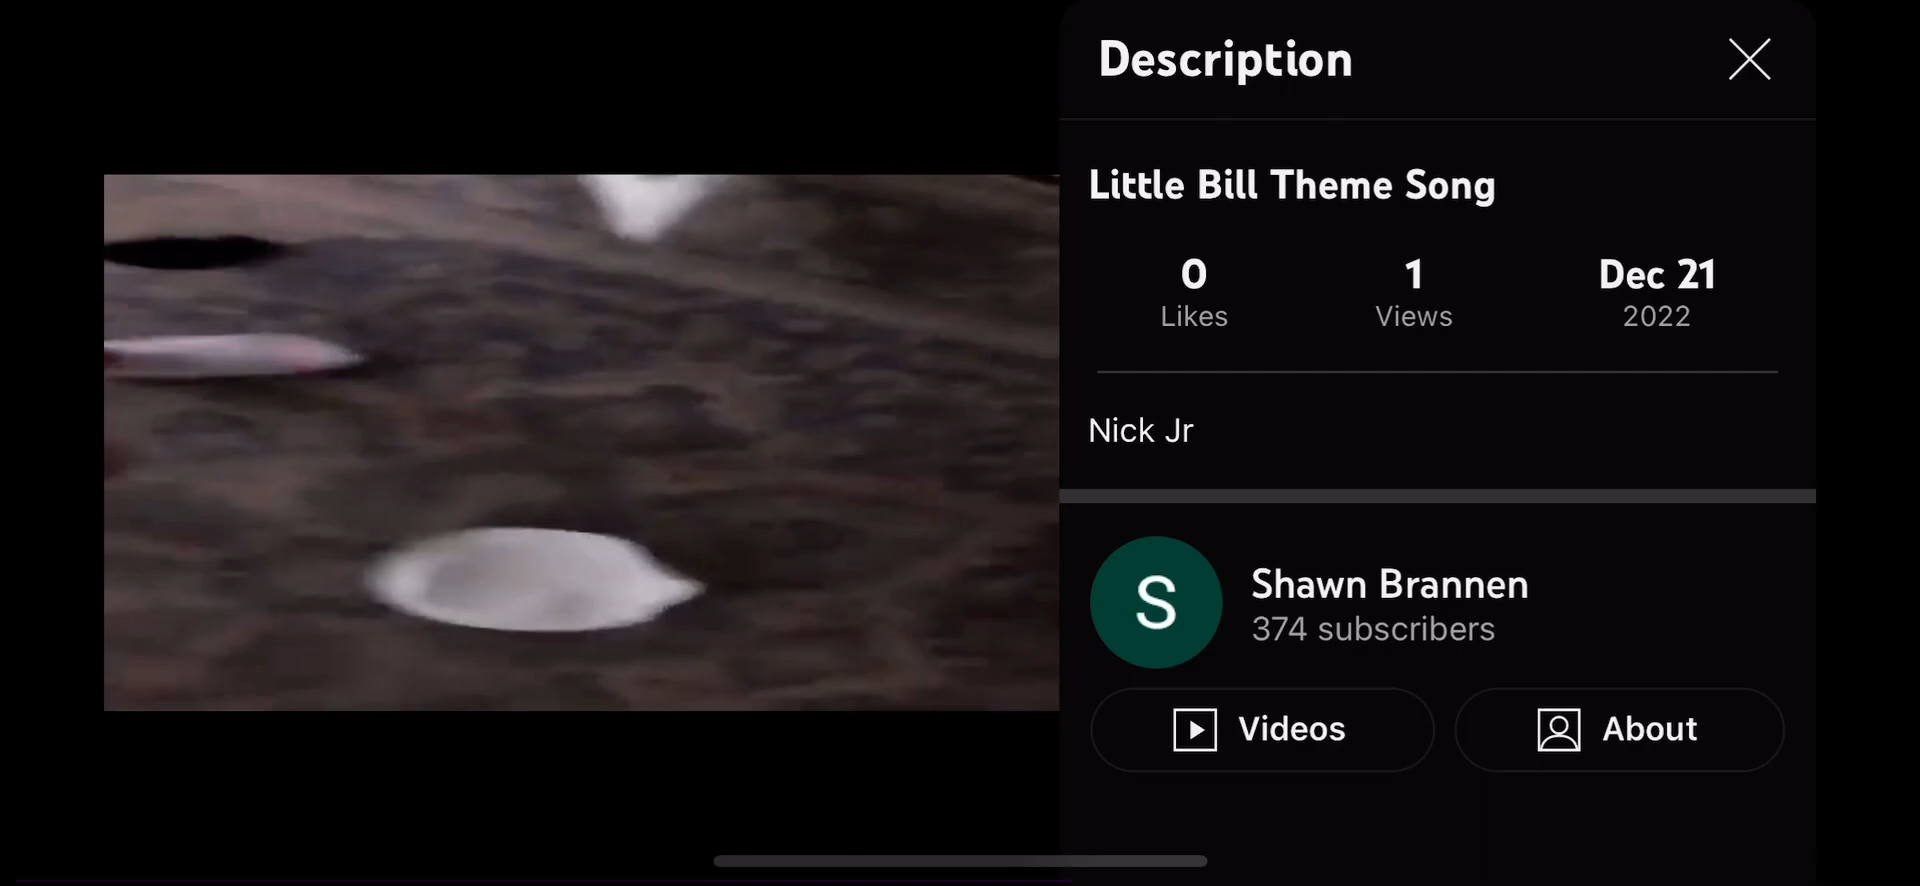 Description
Little Bill Theme Song
0
Likes
1
Views
Dec 21
2022
Nick Jr
S
Shawn Brannen
374 subscribers
Videos
About